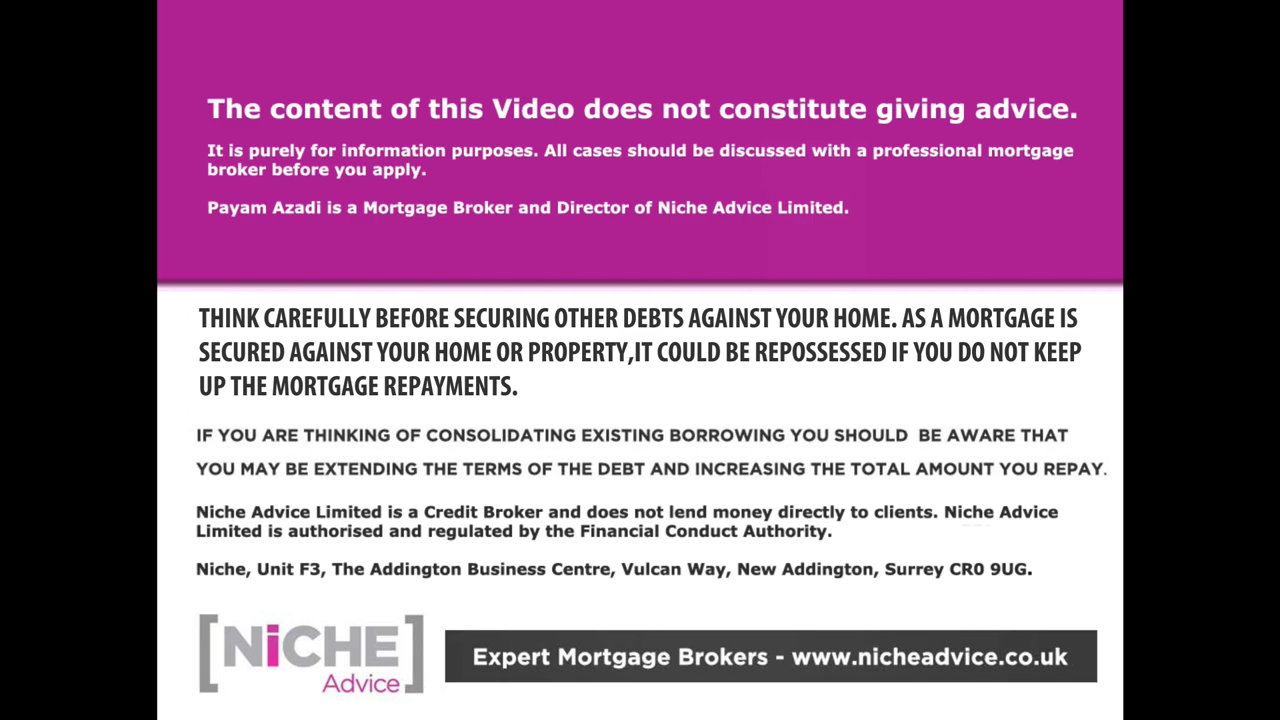 The content of this Video does not constitute giving advice.
It is purely for information purposes. All cases should be discussed with a professional mortgage
broker before you apply.
Payam Azadi is a Mortgage Broker and Director of Niche Advice Limited.
THINK CAREFULLY BEFORE SECURING OTHER DEBTS AGAINST YOUR HOME. AS A MORTGAGE IS
SECURED AGAINST YOUR HOME OR PROPERTY,IT COULD BE REPOSSESSED IF YOU DO NOT KEEP
UP THE MORTGAGE REPAYMENTS.
IF YOU ARE THINKING OF CONSOLIDATING EXISTING BORROWING YOU SHOULD  BE AWARE THAT
YOU MAY BE EXTENDING THE TERMS OF THE DEBT AND INCREASING THE TOTAL AMOUNT YOU REPAY.
Niche Advice Limited is a Credit Broker and does not lend money directly to clients. Niche Advice
Limited is authorised and regulated by the Financial Conduct Authority.
Niche, Unit F3, The Addington Business Centre, Vulcan Way, New Addington, Surrey CR0 9UG.
[NiCHE]
Advice
Expert Mortgage Brokers - www.nicheadvice.co.uk